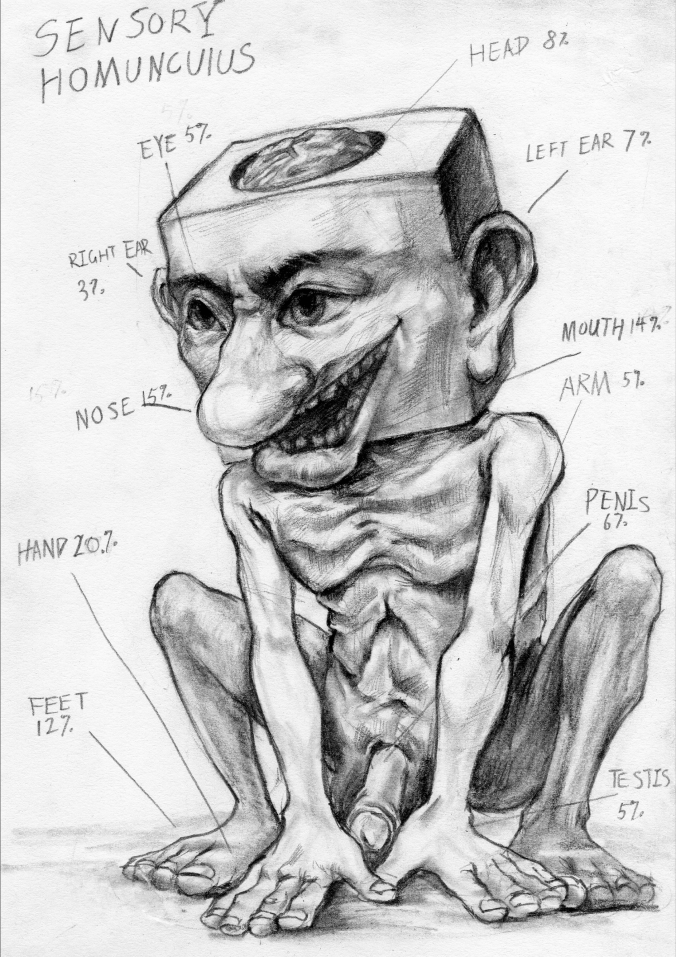 SENSORY
HOMUNCUlUS
HEAD 8%
EYE 5%
LEFT EAR 7%
RIGHT EAR
3%
MOUTH 14%
ARM 5%
NOSE 15%
PENIS
6%
HAND 20%
FEET
12%
TESTIS
5%